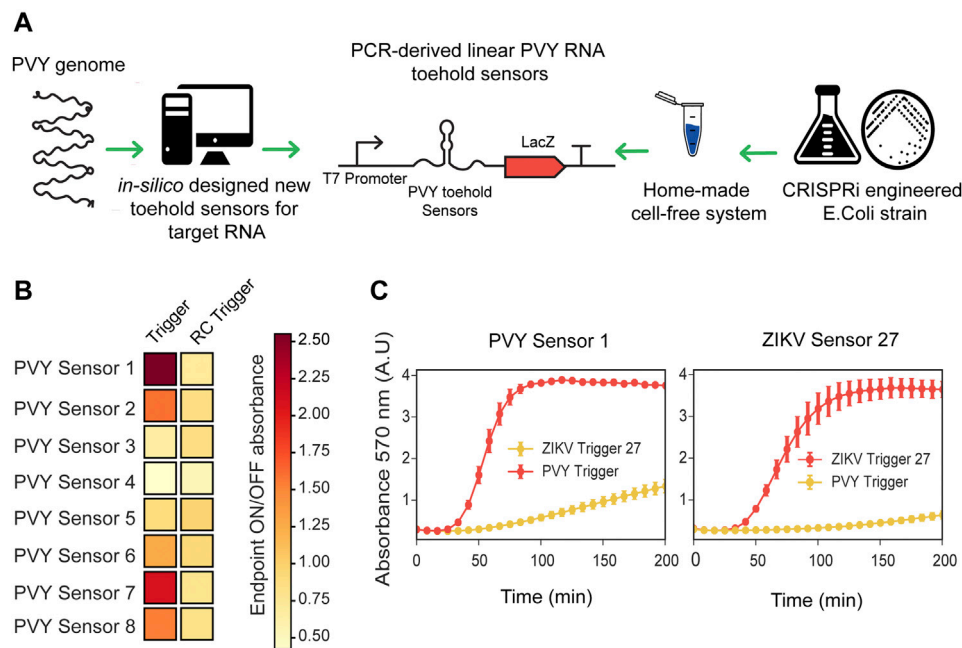 A
PVY genome
in-silico designed new
toehold sensors for
target RNA
PCR-derived linear PVY RNA
toehold sensors
LacZ
T7 Promoter
PVY toehold
Sensors
Home-made
cell-free system
CRISPRi engineered
E.Coli strain
B
Trigger
RC Trigger
PVY Sensor 1
PVY Sensor 2
PVY Sensor 3
PVY Sensor 4
PVY Sensor 5
PVY Sensor 6
PVY Sensor 7
PVY Sensor 8
Endpoint ON/OFF absorbance
2.50
2.25
2.00
1.75
1.50
1.25
1.00
0.75
0.50
C
Absorbance 570 nm (A.U)
PVY Sensor 1
4
3
2
1
ZIKV Trigger 27
PVY Trigger
0
50
100
150
200
Time (min)
ZIKV Sensor 27
4
3
2
1
ZIKV Trigger 27
PVY Trigger
0
50
100
150
200
Time (min)